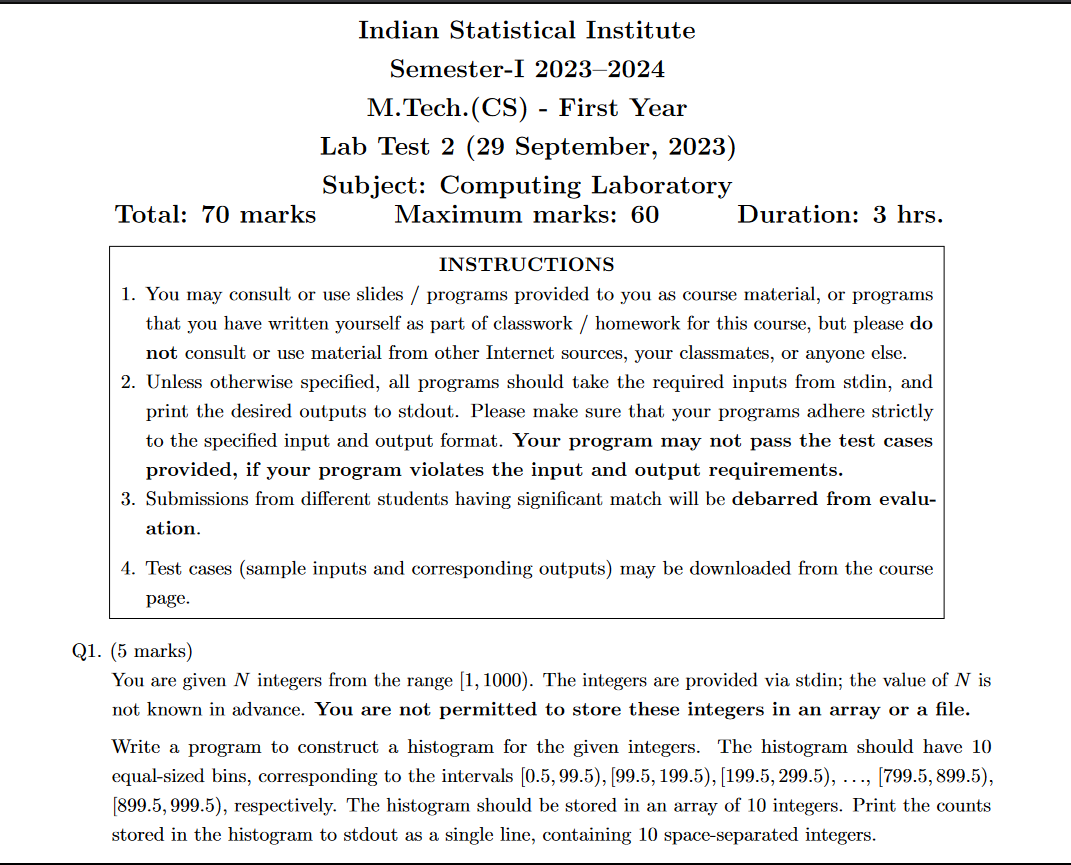 Indian Statistical Institute
Semester-I 2023–2024
M.Tech.(CS) - First Year
Lab Test 2 (29 September, 2023)
Subject: Computing Laboratory
Total: 70 marks Maximum marks: 60 Duration: 3 hrs.
INSTRUCTIONS
1. You may consult or use slides / programs provided to you as course material, or programs
that you have written yourself as part of classwork / homework for this course, but please do
not consult or use material from other Internet sources, your classmates, or anyone else.
2. Unless otherwise specified, all programs should take the required inputs from stdin, and
print the desired outputs to stdout. Please make sure that your programs adhere strictly
to the specified input and output format. Your program may not pass the test cases
provided, if your program violates the input and output requirements.
3. Submissions from different students having significant match will be debarred from evalu-
ation.
4. Test cases (sample inputs and corresponding outputs) may be downloaded from the course
page.
Q1. (5 marks)
You are given N integers from the range [1, 1000). The integers are provided via stdin; the value of N is
not known in advance. You are not permitted to store these integers in an array or a file.
Write a program to construct a histogram for the given integers. The histogram should have 10
equal-sized bins, corresponding to the intervals [0.5, 99.5), [99.5, 199.5), [199.5, 299.5), ..., [799.5, 899.5),
[899.5, 999.5), respectively. The histogram should be stored in an array of 10 integers. Print the counts
stored in the histogram to stdout as a single line, containing 10 space-separated integers.